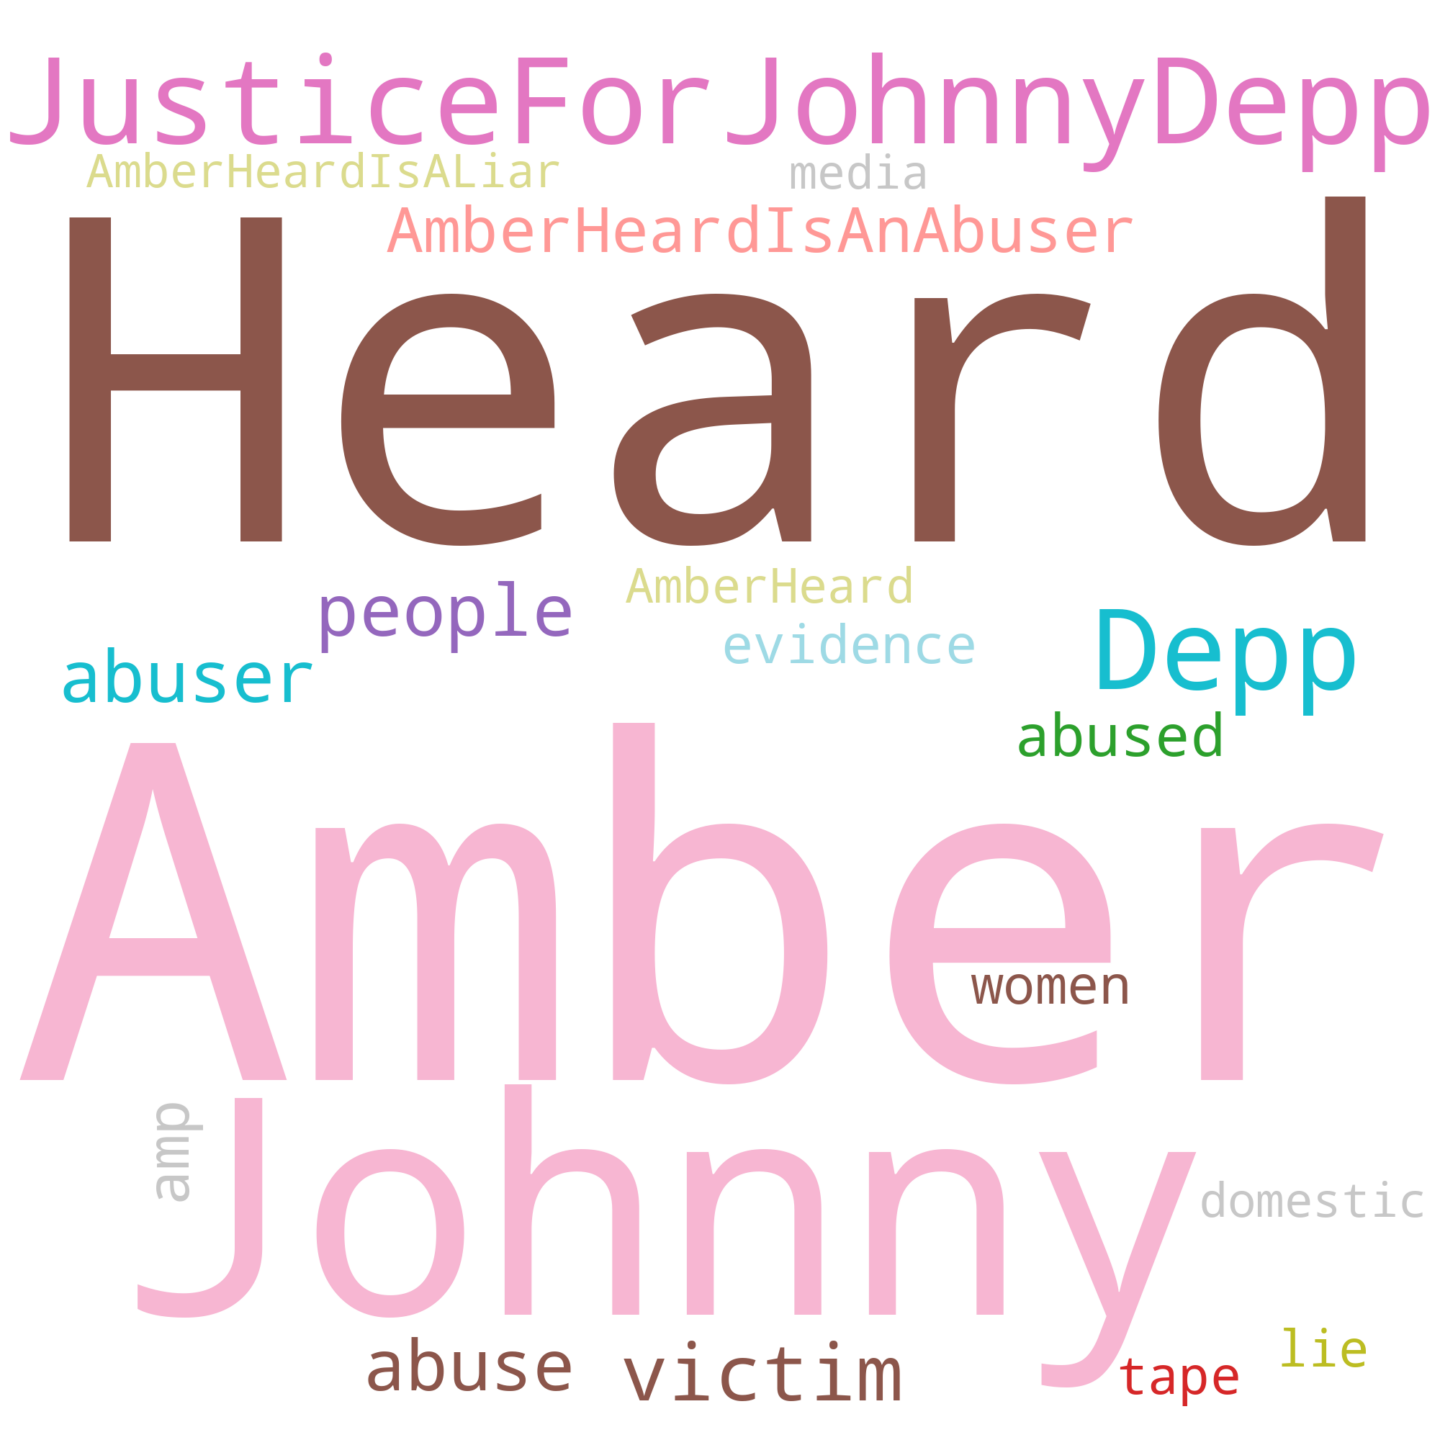 JusticeForJohnnyDepp
AmberHeardIsALiar media
AmberHeardIsAnAbuser
Heard
people AmberHeard
abuser evidence Depp
abused
Amber
women
amp
Johnny
domestic
abuse victim tape lie